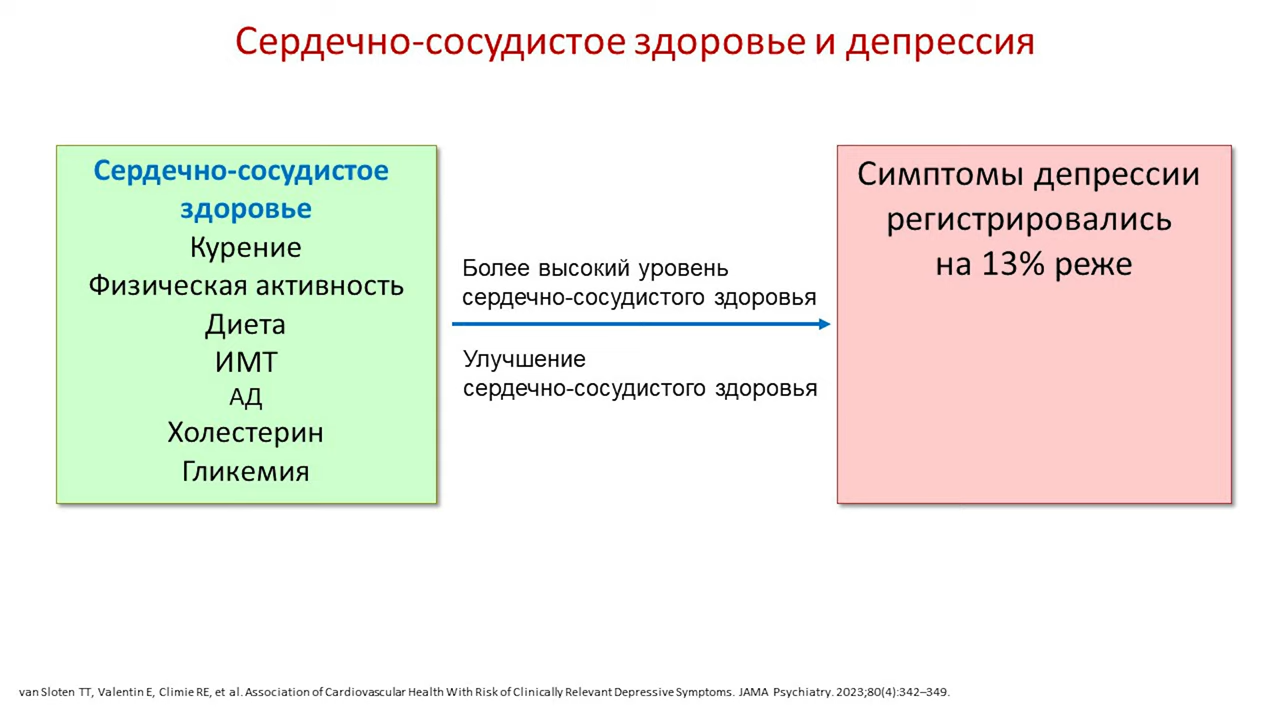 Сердечно-сосудистое здоровье и депрессия
Сердечно-сосудистое
здоровье
Курение
Физическая активность
Диета
ИМТ
АД
Холестерин
Гликемия
Более высокий уровень
сердечно-сосудистого здоровья
Улучшение
сердечно-сосудистого здоровья
Симптомы депрессии
регистрировались
на 13% реже
van Sloten TT, Valentin E, Climie RE, et al. Association of Cardiovascular Health With Risk of Clinically Relevant Depressive Symptoms. JAMA Psychiatry. 2023;80(4):342–349.